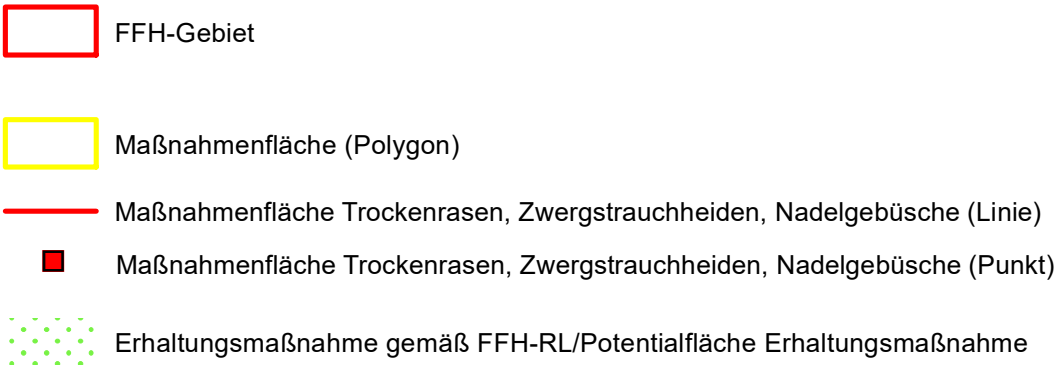 FFH-Gebiet
Maßnahmenfläche (Polygon)
Maßnahmenfläche Trockenrasen, Zwergstrauchheiden, Nadelgebüsche (Linie)
Maßnahmenfläche Trockenrasen, Zwergstrauchheiden, Nadelgebüsche (Punkt)
Erhaltungsmaßnahme gemäß FFH-RL/Potentialfläche Erhaltungsmaßnahme